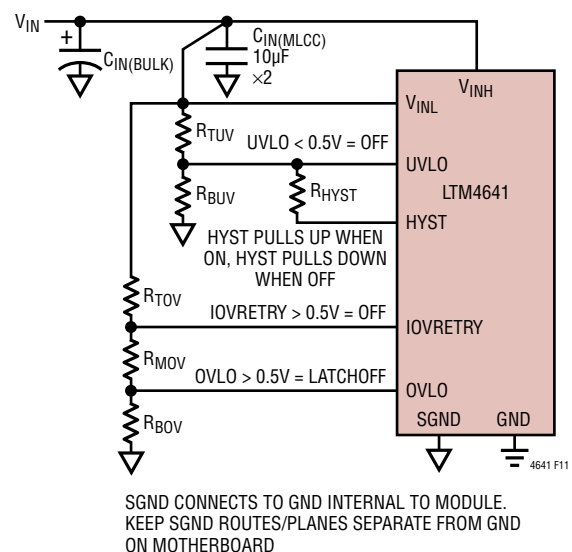 VIN
+
CIN(BULK)
CIN(MLCC)
10µF
×2
VINH
VINL
RTUV
UVLO < 0.5V = OFF
UVLO
LTM4641
RBUV
RHYST
HYST
HYST PULLS UP WHEN
ON, HYST PULLS DOWN
WHEN OFF
RTOV
IOVRETRY > 0.5V = OFF
IOVRETRY
RMOV
OVLO > 0.5V = LATCHOFF
OVLO
RBOV
SGND
GND
4641 F11
SGND CONNECTS TO GND INTERNAL TO MODULE.
KEEP SGND ROUTES/PLANES SEPARATE FROM GND
ON MOTHERBOARD